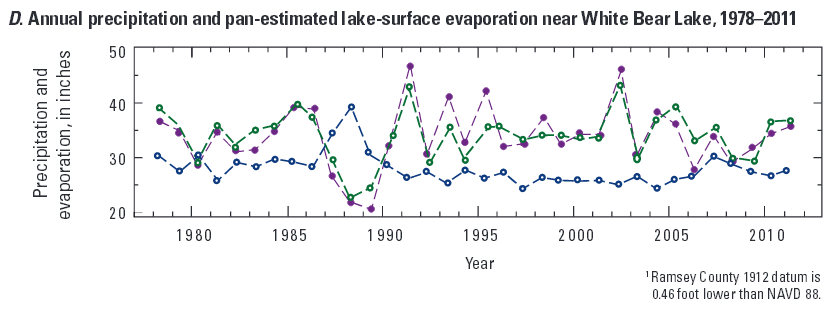 D. Annual precipitation and pan-estimated lake-surface evaporation near White Bear Lake, 1978–2011
Precipitation and
evaporation, in inches
50
40
30
20
1980 1985 1990 1995 2000 2005 2010
Year
¹Ramsey County 1912 datum is
0.46 foot lower than NAVD 88.